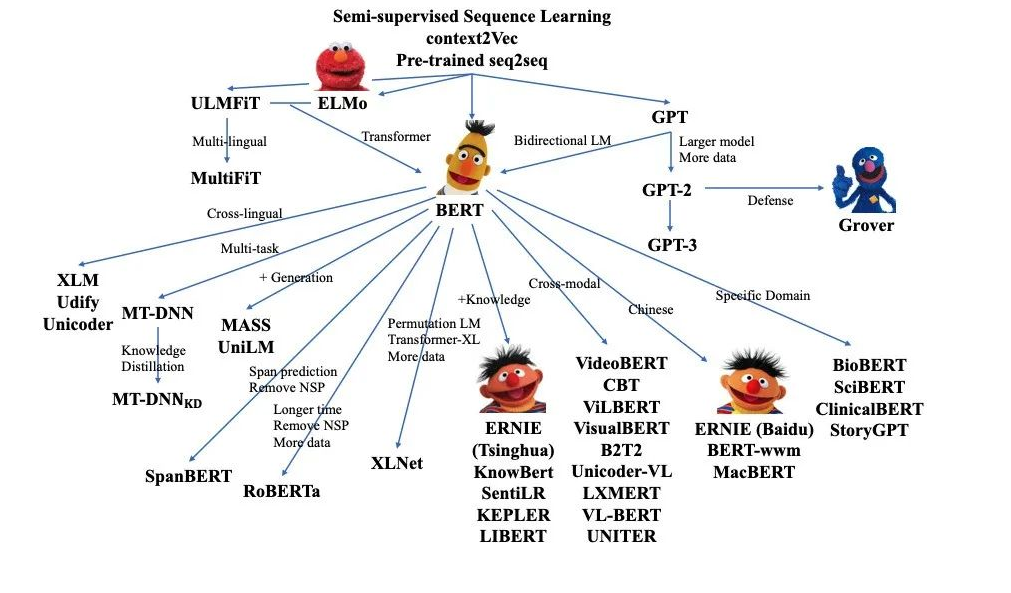 Semi-supervised Sequence Learning
context2Vec
Pre-trained seq2seq
ULMFiT
ELMo
GPT
Multi-lingual
Transformer
Bidirectional LM
Larger model
More data
MultiFiT
BERT
GPT-2
Defense
Grover
GPT-3
Cross-lingual
Multi-task
+ Generation
+Knowledge
Cross-modal
Chinese
Specific Domain
XLM
Udify
Unicoder
MT-DNN
MASS
UniLM
Knowledge
Distillation
MT-DNNKD
Span prediction
Remove NSP
Longer time
Remove NSP
More data
Permutation LM
Transformer-XL
More data
SpanBERT
RoBERTa
XLNet
ERNIE
(Tsinghua)
KnowBert
SentiLR
KEPLER
LIBERT
VideoBERT
CBT
ViLBERT
VisualBERT
B2T2
Unicoder-VL
LXMERT
VL-BERT
UNITER
ERNIE (Baidu)
BERT-wwm
MacBERT
BioBERT
SciBERT
ClinicalBERT
StoryGPT